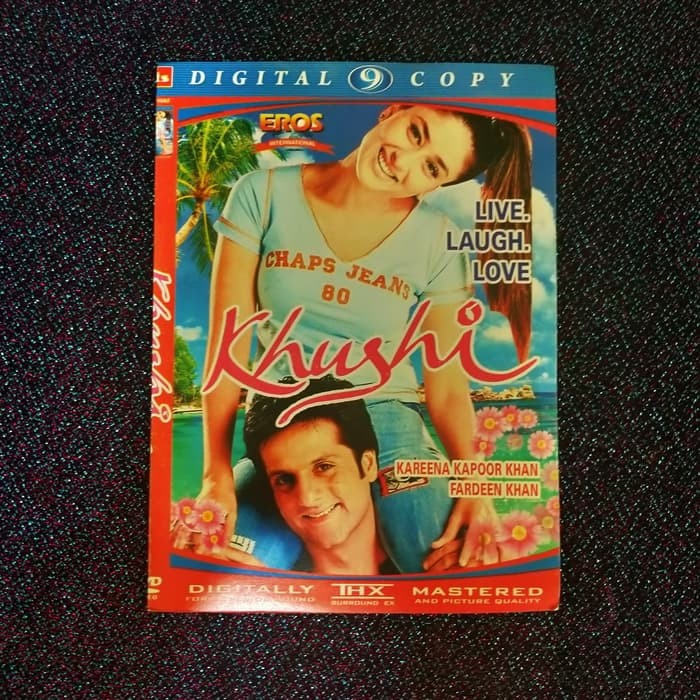 DIGITAL 9 COPY
EROS
INTERNATIONAL
LIVE.
LAUGH.
LOVE
CHAPS JEANS
80
Khushi
Khushi
KAREENA KAPOOR KHAN
FARDEEN KHAN
DIGITALLY THX MASTERED
SURROUND EX AND PICTURE QUALITY